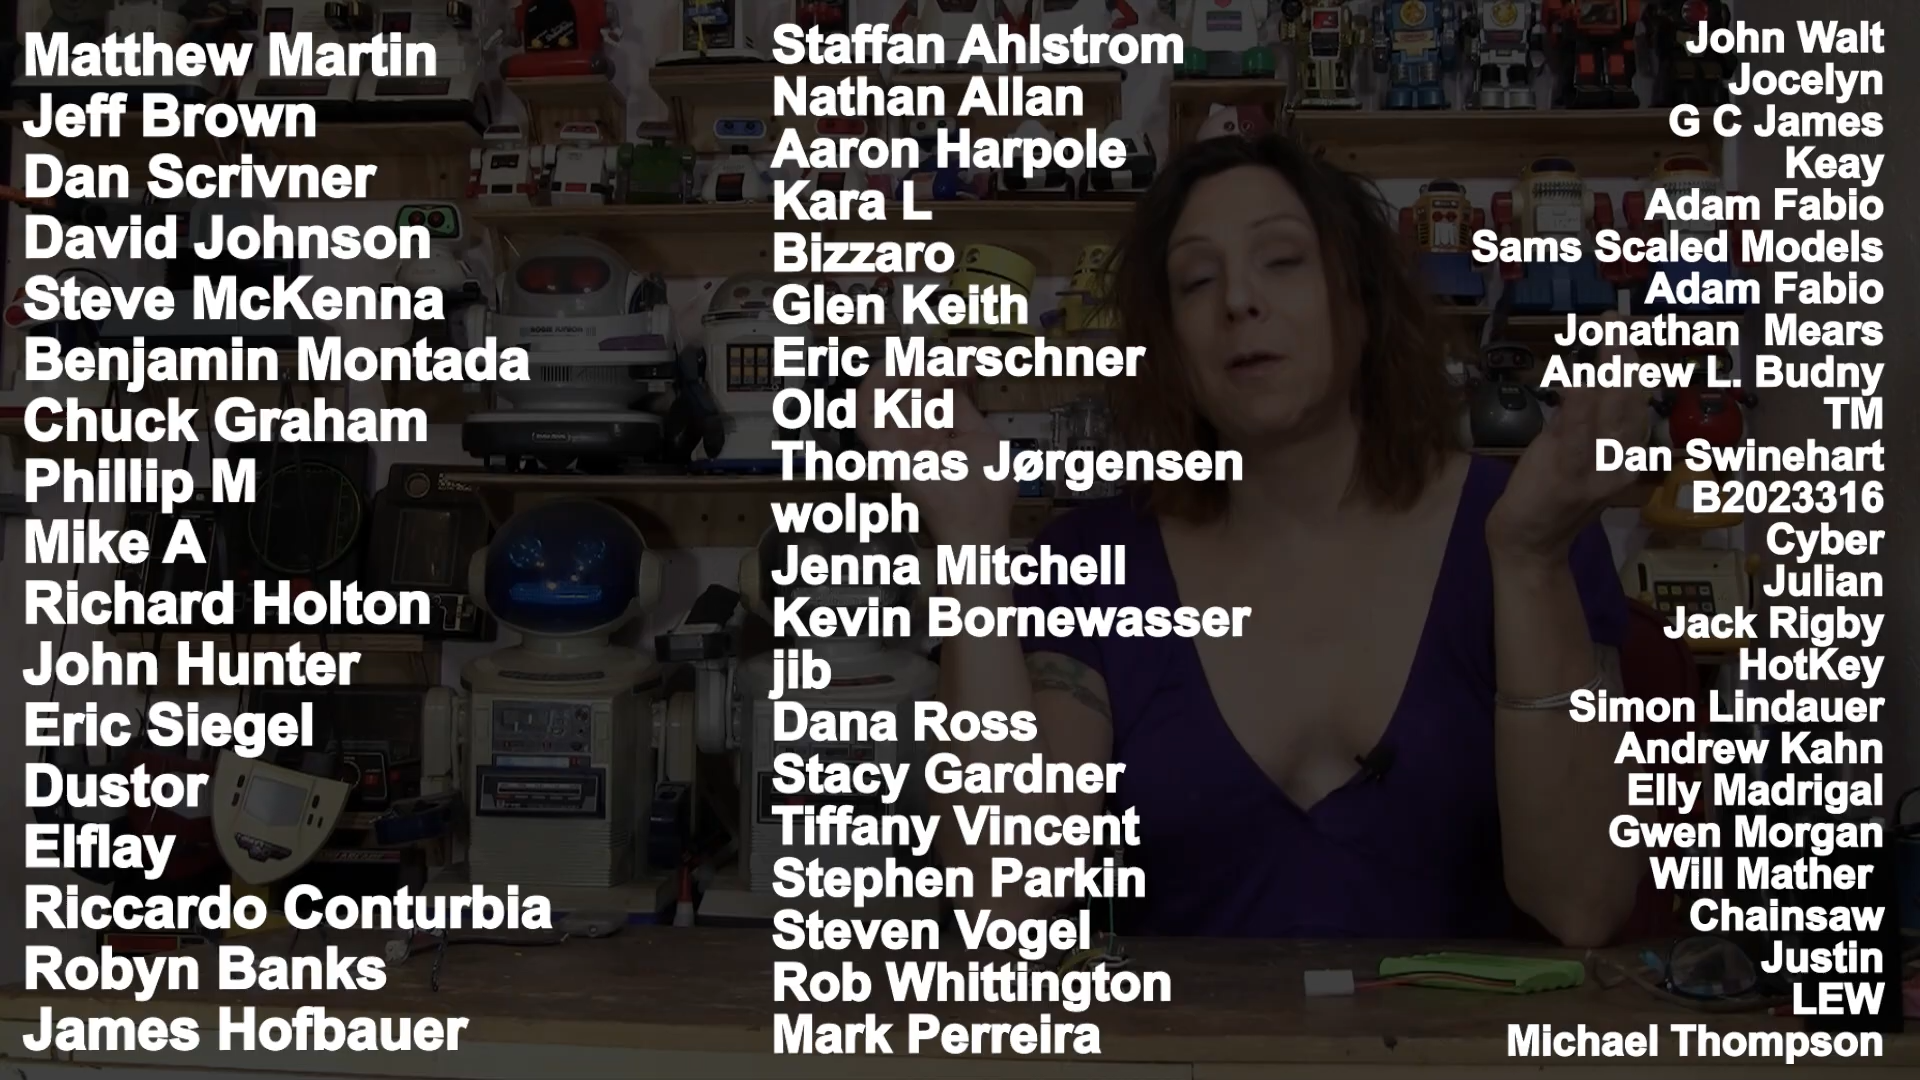 Matthew Martin
Jeff Brown
Dan Scrivner
David Johnson
Steve McKenna
Benjamin Montada
Chuck Graham
Phillip M
Mike A
Richard Holton
John Hunter
Eric Siegel
Dustor
Elflay
Riccardo Conturbia
Robyn Banks
James Hofbauer
Staffan Ahlstrom
Nathan Allan
Aaron Harpole
Kara L
Bizzaro
Glen Keith
Eric Marschner
Old Kid
Thomas Jørgensen
wolph
Jenna Mitchell
Kevin Bornewasser
jib
Dana Ross
Stacy Gardner
Tiffany Vincent
Stephen Parkin
Steven Vogel
Rob Whittington
Mark Perreira
John Walt
Jocelyn
G C James
Keay
Adam Fabio
Sams Scaled Models
Adam Fabio
Jonathan  Mears
Andrew L. Budny
TM
Dan Swinehart
B2023316
Cyber
Julian
Jack Rigby
HotKey
Simon Lindauer
Andrew Kahn
Elly Madrigal
Gwen Morgan
Will Mather
Chainsaw
Justin
LEW
Michael Thompson